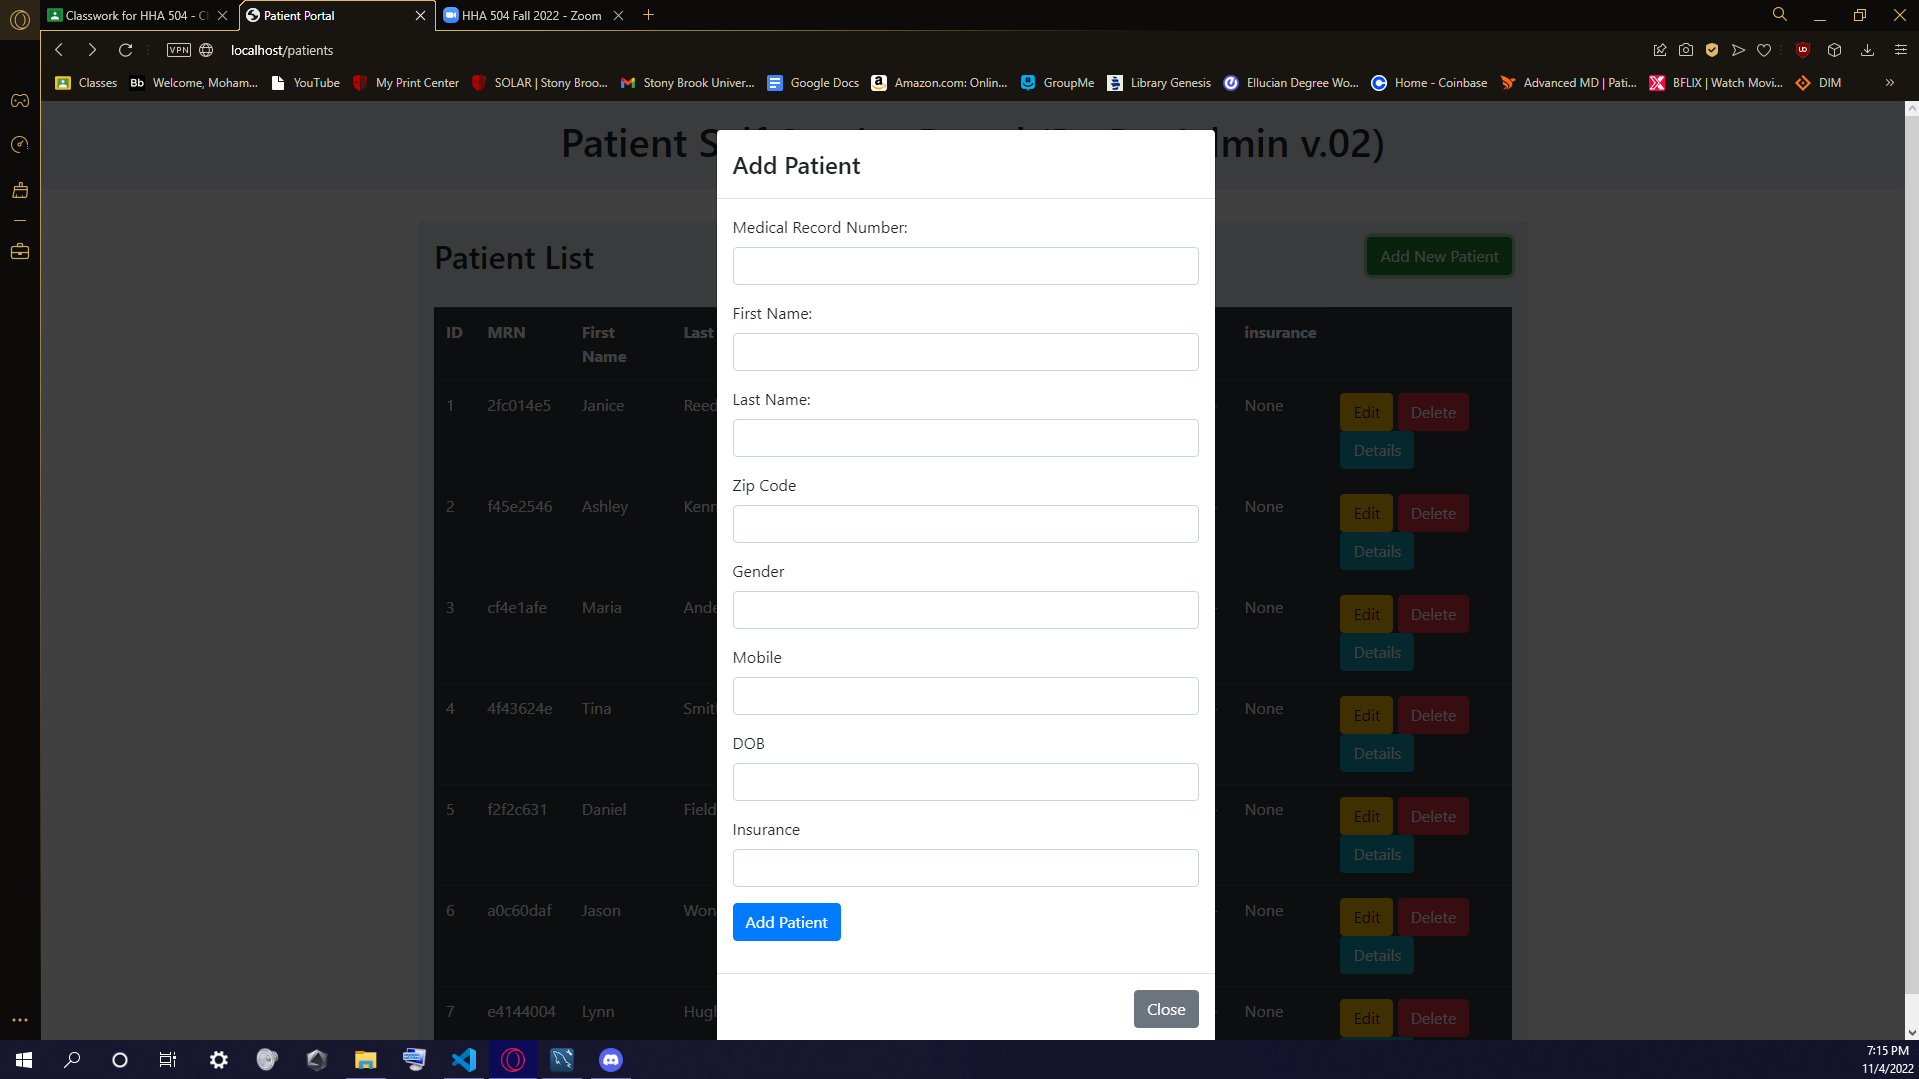 Classwork for HHA 504 - Cl
Patient Portal
HHA 504 Fall 2022 - Zoom
VPN
localhost/patients
Classes
Bb Welcome, Moham...
YouTube
My Print Center
SOLAR | Stony Broo...
Stony Brook Univer...
Google Docs
Amazon.com: Onlin...
GroupMe
Library Genesis
Ellucian Degree Wo...
Home - Coinbase
Advanced MD | Pati...
BFLIX | Watch Movi...
DIM
»
Patient S
dmin v.02)
Add Patient
Medical Record Number:
First Name:
Last Name:
Zip Code
Gender
Mobile
DOB
Insurance
Add Patient
Close
Patient List
Add New Patient
ID MRN First Name Last insurance
1 2fc014e5 Janice Reed None Edit Delete
Details
2 f45e2546 Ashley Kenn None Edit Delete
Details
3 cf4e1afe Maria Ande None Edit Delete
Details
4 4f43624e Tina Smit None Edit Delete
Details
5 f2f2c631 Daniel Field None Edit Delete
Details
6 a0c60daf Jason Won None Edit Delete
Details
7 e4144004 Lynn Hugh None Edit Delete
7:15 PM
11/4/2022